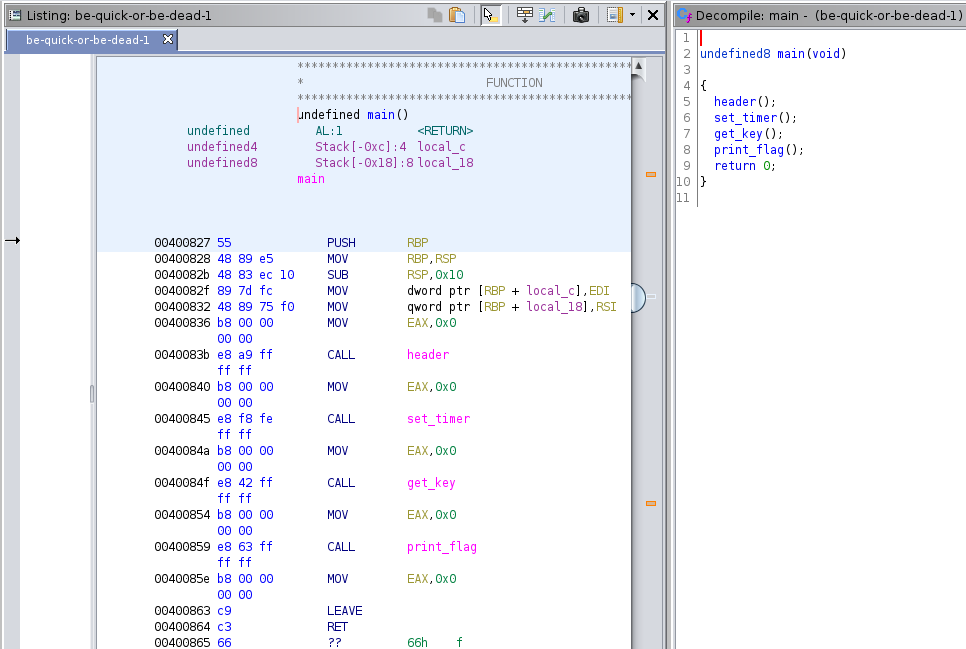 Listing: be-quick-or-be-dead-1
be-quick-or-be-dead-1
*************************************************
* FUNCTION
*************************************************
undefined main()
undefined AL:1 <RETURN>
undefined4 Stack[-0xc]:4 local_c
undefined8 Stack[-0x18]:8 local_18
main
00400827 55 PUSH RBP
00400828 48 89 e5 MOV RBP,RSP
0040082b 48 83 ec 10 SUB RSP,0x10
0040082f 89 7d fc MOV dword ptr [RBP + local_c],EDI
00400832 48 89 75 f0 MOV qword ptr [RBP + local_18],RSI
00400836 b8 00 00 MOV EAX,0x0
00 00
0040083b e8 a9 ff CALL header
ff ff
00400840 b8 00 00 MOV EAX,0x0
00 00
00400845 e8 f8 fe CALL set_timer
ff ff
0040084a b8 00 00 MOV EAX,0x0
00 00
0040084f e8 42 ff CALL get_key
ff ff
00400854 b8 00 00 MOV EAX,0x0
00 00
00400859 e8 63 ff CALL print_flag
ff ff
0040085e b8 00 00 MOV EAX,0x0
00 00
00400863 c9 LEAVE
00400864 c3 RET
00400865 66 ?? 66h f
Decompile: main - (be-quick-or-be-dead-1)
1
2 undefined8 main(void)
3
4 {
5 header();
6 set_timer();
7 get_key();
8 print_flag();
9 return 0;
10 }
11